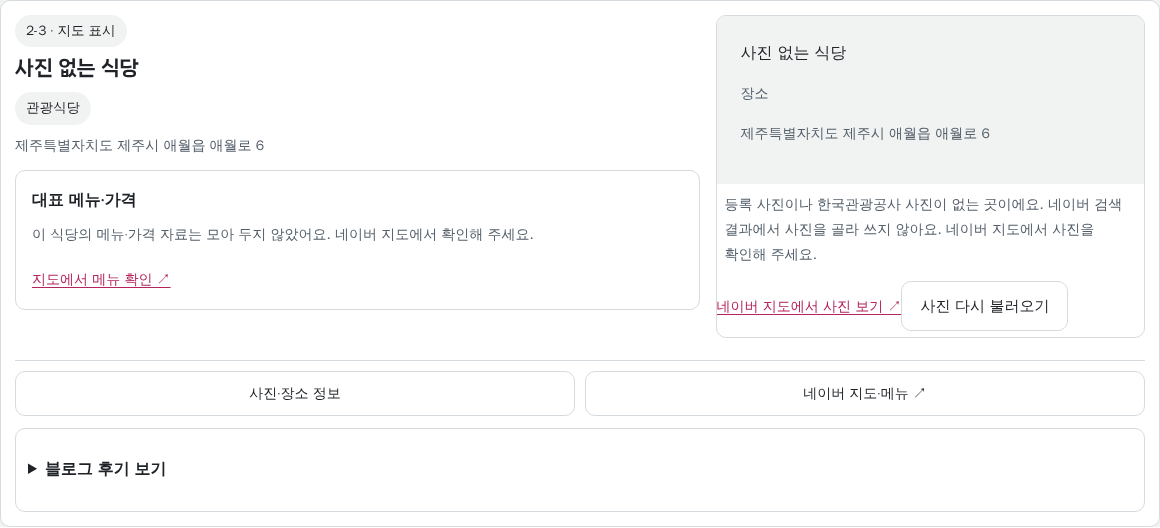 2-3 · 지도 표시
사진 없는 식당
관광식당
제주특별자치도 제주시 애월읍 애월로 6
대표 메뉴·가격
이 식당의 메뉴·가격 자료는 모아 두지 않았어요. 네이버 지도에서 확인해 주세요.
지도에서 메뉴 확인 ↗
사진 없는 식당
장소
제주특별자치도 제주시 애월읍 애월로 6
등록 사진이나 한국관광공사 사진이 없는 곳이에요. 네이버 검색
결과에서 사진을 골라 쓰지 않아요. 네이버 지도에서 사진을
확인해 주세요.
네이버 지도에서 사진 보기 ↗
사진 다시 불러오기
사진·장소 정보
네이버 지도·메뉴 ↗
▶ 블로그 후기 보기